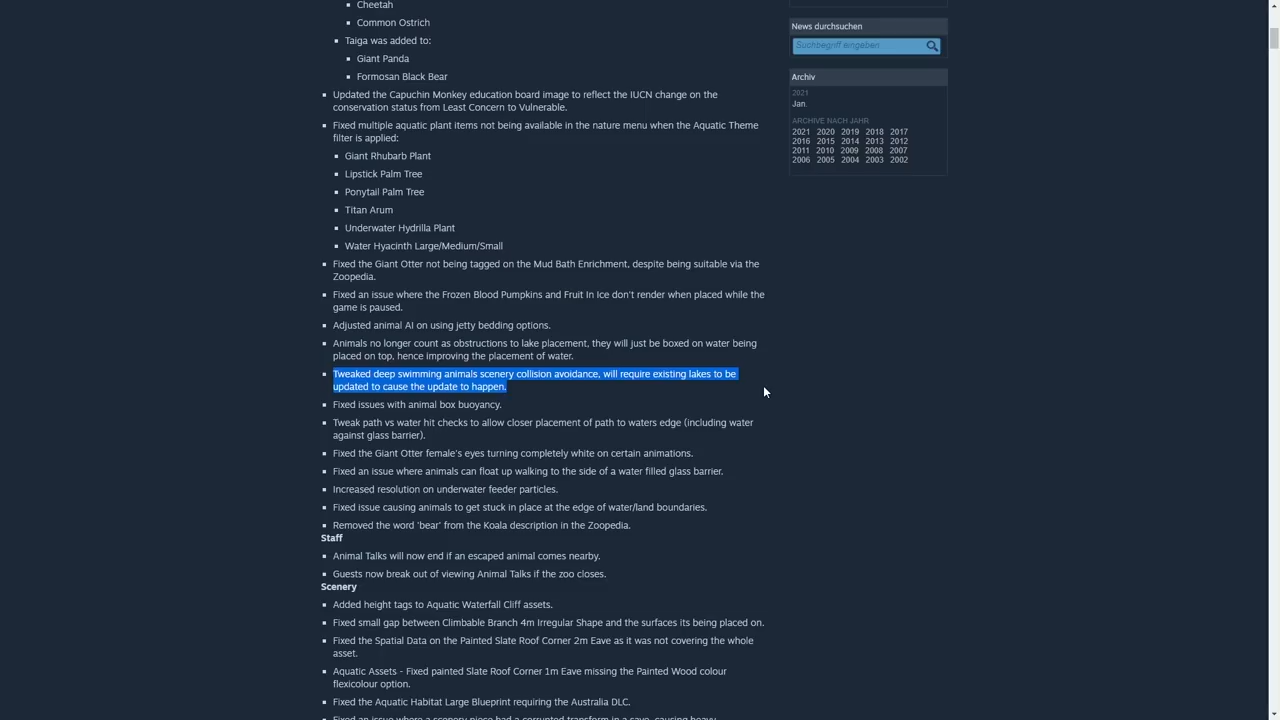 Cheetah
Common Ostrich
Taiga was added to:
Giant Panda
Formosan Black Bear
Updated the Capuchin Monkey education board image to reflect the IUCN change on the
conservation status from Least Concern to Vulnerable.
Fixed multiple aquatic plant items not being available in the nature menu when the Aquatic Theme
filter is applied:
Giant Rhubarb Plant
Lipstick Palm Tree
Ponytail Palm Tree
Titan Arum
Underwater Hydrilla Plant
Water Hyacinth Large/Medium/Small
Fixed the Giant Otter not being tagged on the Mud Bath Enrichment, despite being suitable via the
Zoopedia.
Fixed an issue where the Frozen Blood Pumpkins and Fruit In Ice don't render when placed while the
game is paused.
Adjusted animal AI on using jetty bedding options.
Animals no longer count as obstructions to lake placement, they will just be boxed on water being
placed on top, hence improving the placement of water.
Tweaked deep swimming animals scenery collision avoidance, will require existing lakes to be
updated to cause the update to happen.
Fixed issues with animal box buoyancy.
Tweak path vs water hit checks to allow closer placement of path to waters edge (including water
against glass barrier).
Fixed the Giant Otter female's eyes turning completely white on certain animations.
Fixed an issue where animals can float up walking to the side of a water filled glass barrier.
Increased resolution on underwater feeder particles.
Fixed issue causing animals to get stuck in place at the edge of water/land boundaries.
Removed the word 'bear' from the Koala description in the Zoopedia.
Staff
Animal Talks will now end if an escaped animal comes nearby.
Guests now break out of viewing Animal Talks if the zoo closes.
Scenery
Added height tags to Aquatic Waterfall Cliff assets.
Fixed small gap between Climbable Branch 4m Irregular Shape and the surfaces its being placed on.
Fixed the Spatial Data on the Painted Slate Roof Corner 2m Eave as it was not covering the whole
asset.
Aquatic Assets - Fixed painted Slate Roof Corner 1m Eave missing the Painted Wood colour
flexicolour option.
Fixed the Aquatic Habitat Large Blueprint requiring the Australia DLC.
Fixed an issue where a scenery piece had a corrupted transform in a save, causing heavy
News durchsuchen
Suchbegriff eingeben
Archiv
2021
Jan.
ARCHIVE NACH JAHR
2021 2020 2019 2018 2017
2016 2015 2014 2013 2012
2011 2010 2009 2008 2007
2006 2005 2004 2003 2002